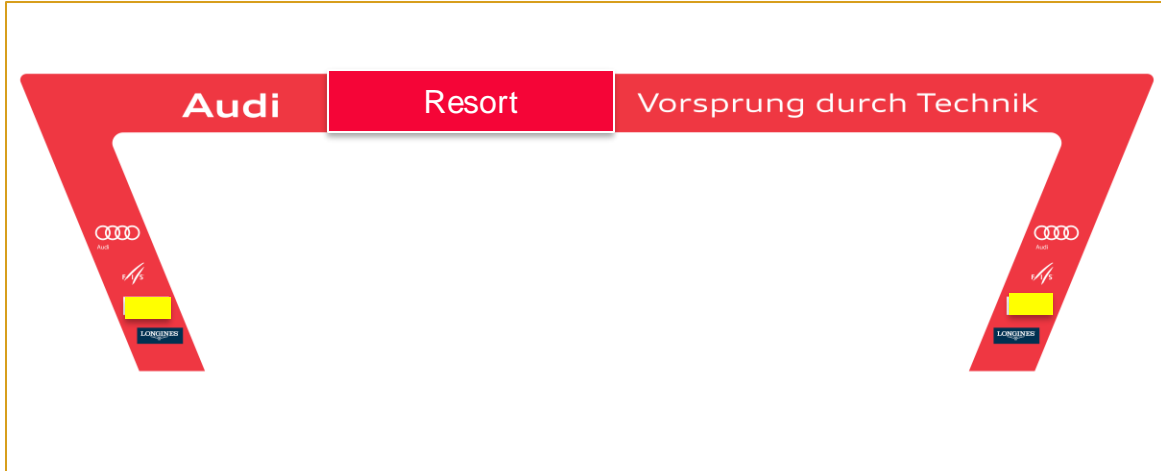 Audi
Resort
Vorsprung durch Technik
Audi
Audi
F I S
F I S
LONGINES
LONGINES